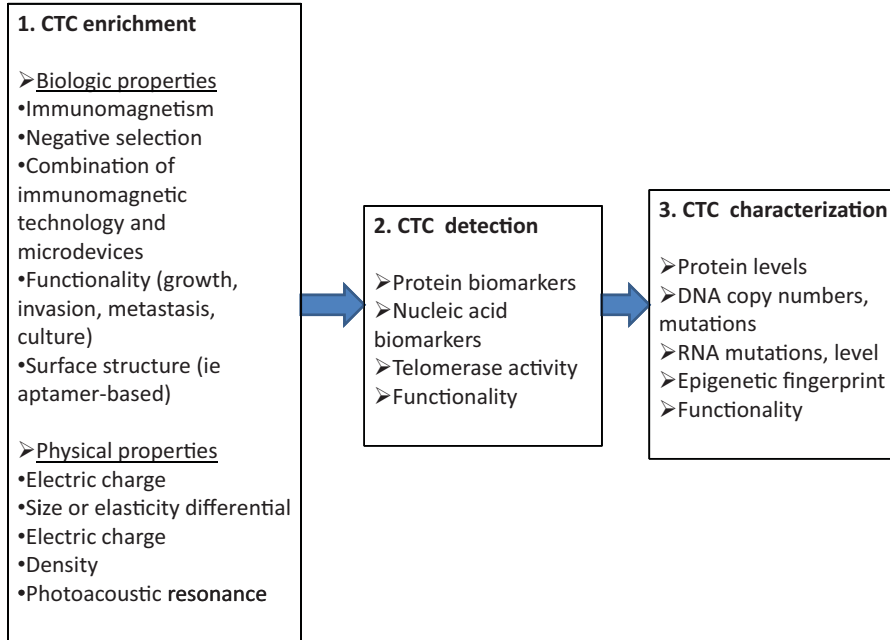 1. CTC enrichment
➢Biologic properties
•Immunomagnetism
•Negative selection
•Combination of
immunomagnetic
technology and
microdevices
•Functionality (growth,
invasion, metastasis,
culture)
•Surface structure (ie
aptamer-based)
➢Physical properties
•Electric charge
•Size or elasticity differential
•Electric charge
•Density
•Photoacoustic resonance
2. CTC detection
➢Protein biomarkers
➢Nucleic acid
biomarkers
➢Telomerase activity
➢Functionality
3. CTC characterization
➢Protein levels
➢DNA copy numbers,
mutations
➢RNA mutations, level
➢Epigenetic fingerprint
➢Functionality